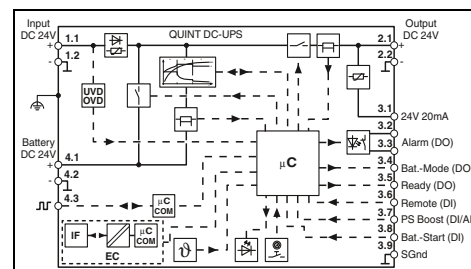 Input
DC 24V
1.1
+
1.2
-
QUINT DC-UPS
Output
DC 24V
2.1
+
2.2
-
UVD
OVD
3.1
24V 20mA
3.2
Alarm (DO)
3.3
Battery
DC 24V
4.1
+
4.2
-
4.3
µC
3.4
Bat.-Mode (DO)
3.5
Ready (DO)
3.6
Remote (DI)
3.7
PS Boost (DI/AI
3.8
Bat.-Start (DI)
3.9
SGnd
µC
COM
IF
µC
COM
EC
ϑ